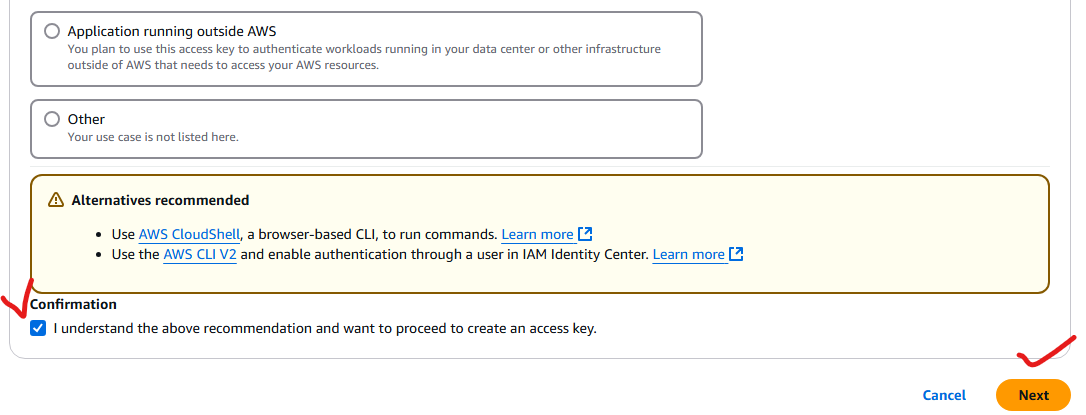 Application running outside AWS
You plan to use this access key to authenticate workloads running in your data center or other infrastructure
outside of AWS that needs to access your AWS resources.
Other
Your use case is not listed here.
Alternatives recommended
• Use AWS CloudShell, a browser-based CLI, to run commands. Learn more
• Use the AWS CLI V2 and enable authentication through a user in IAM Identity Center. Learn more
Confirmation
I understand the above recommendation and want to proceed to create an access key.
Cancel Next